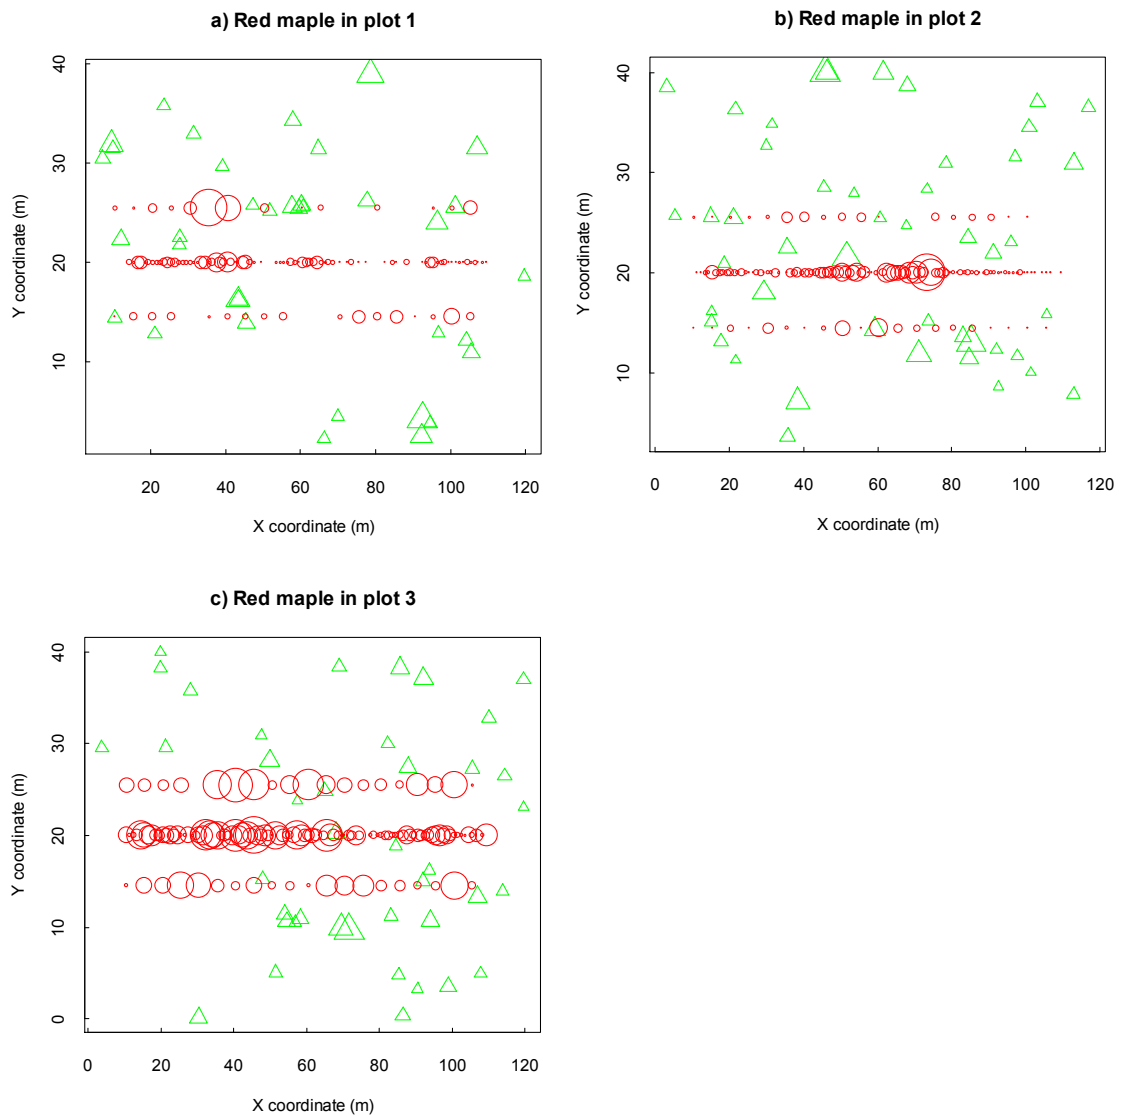 a) Red maple in plot 1
40
30
20
10
Y coordinate (m)
20 40 60 80 100 120
X coordinate (m)
b) Red maple in plot 2
40
30
20
10
Y coordinate (m)
0 20 40 60 80 100 120
X coordinate (m)
c) Red maple in plot 3
40
30
20
10
0
Y coordinate (m)
0 20 40 60 80 100 120
X coordinate (m)